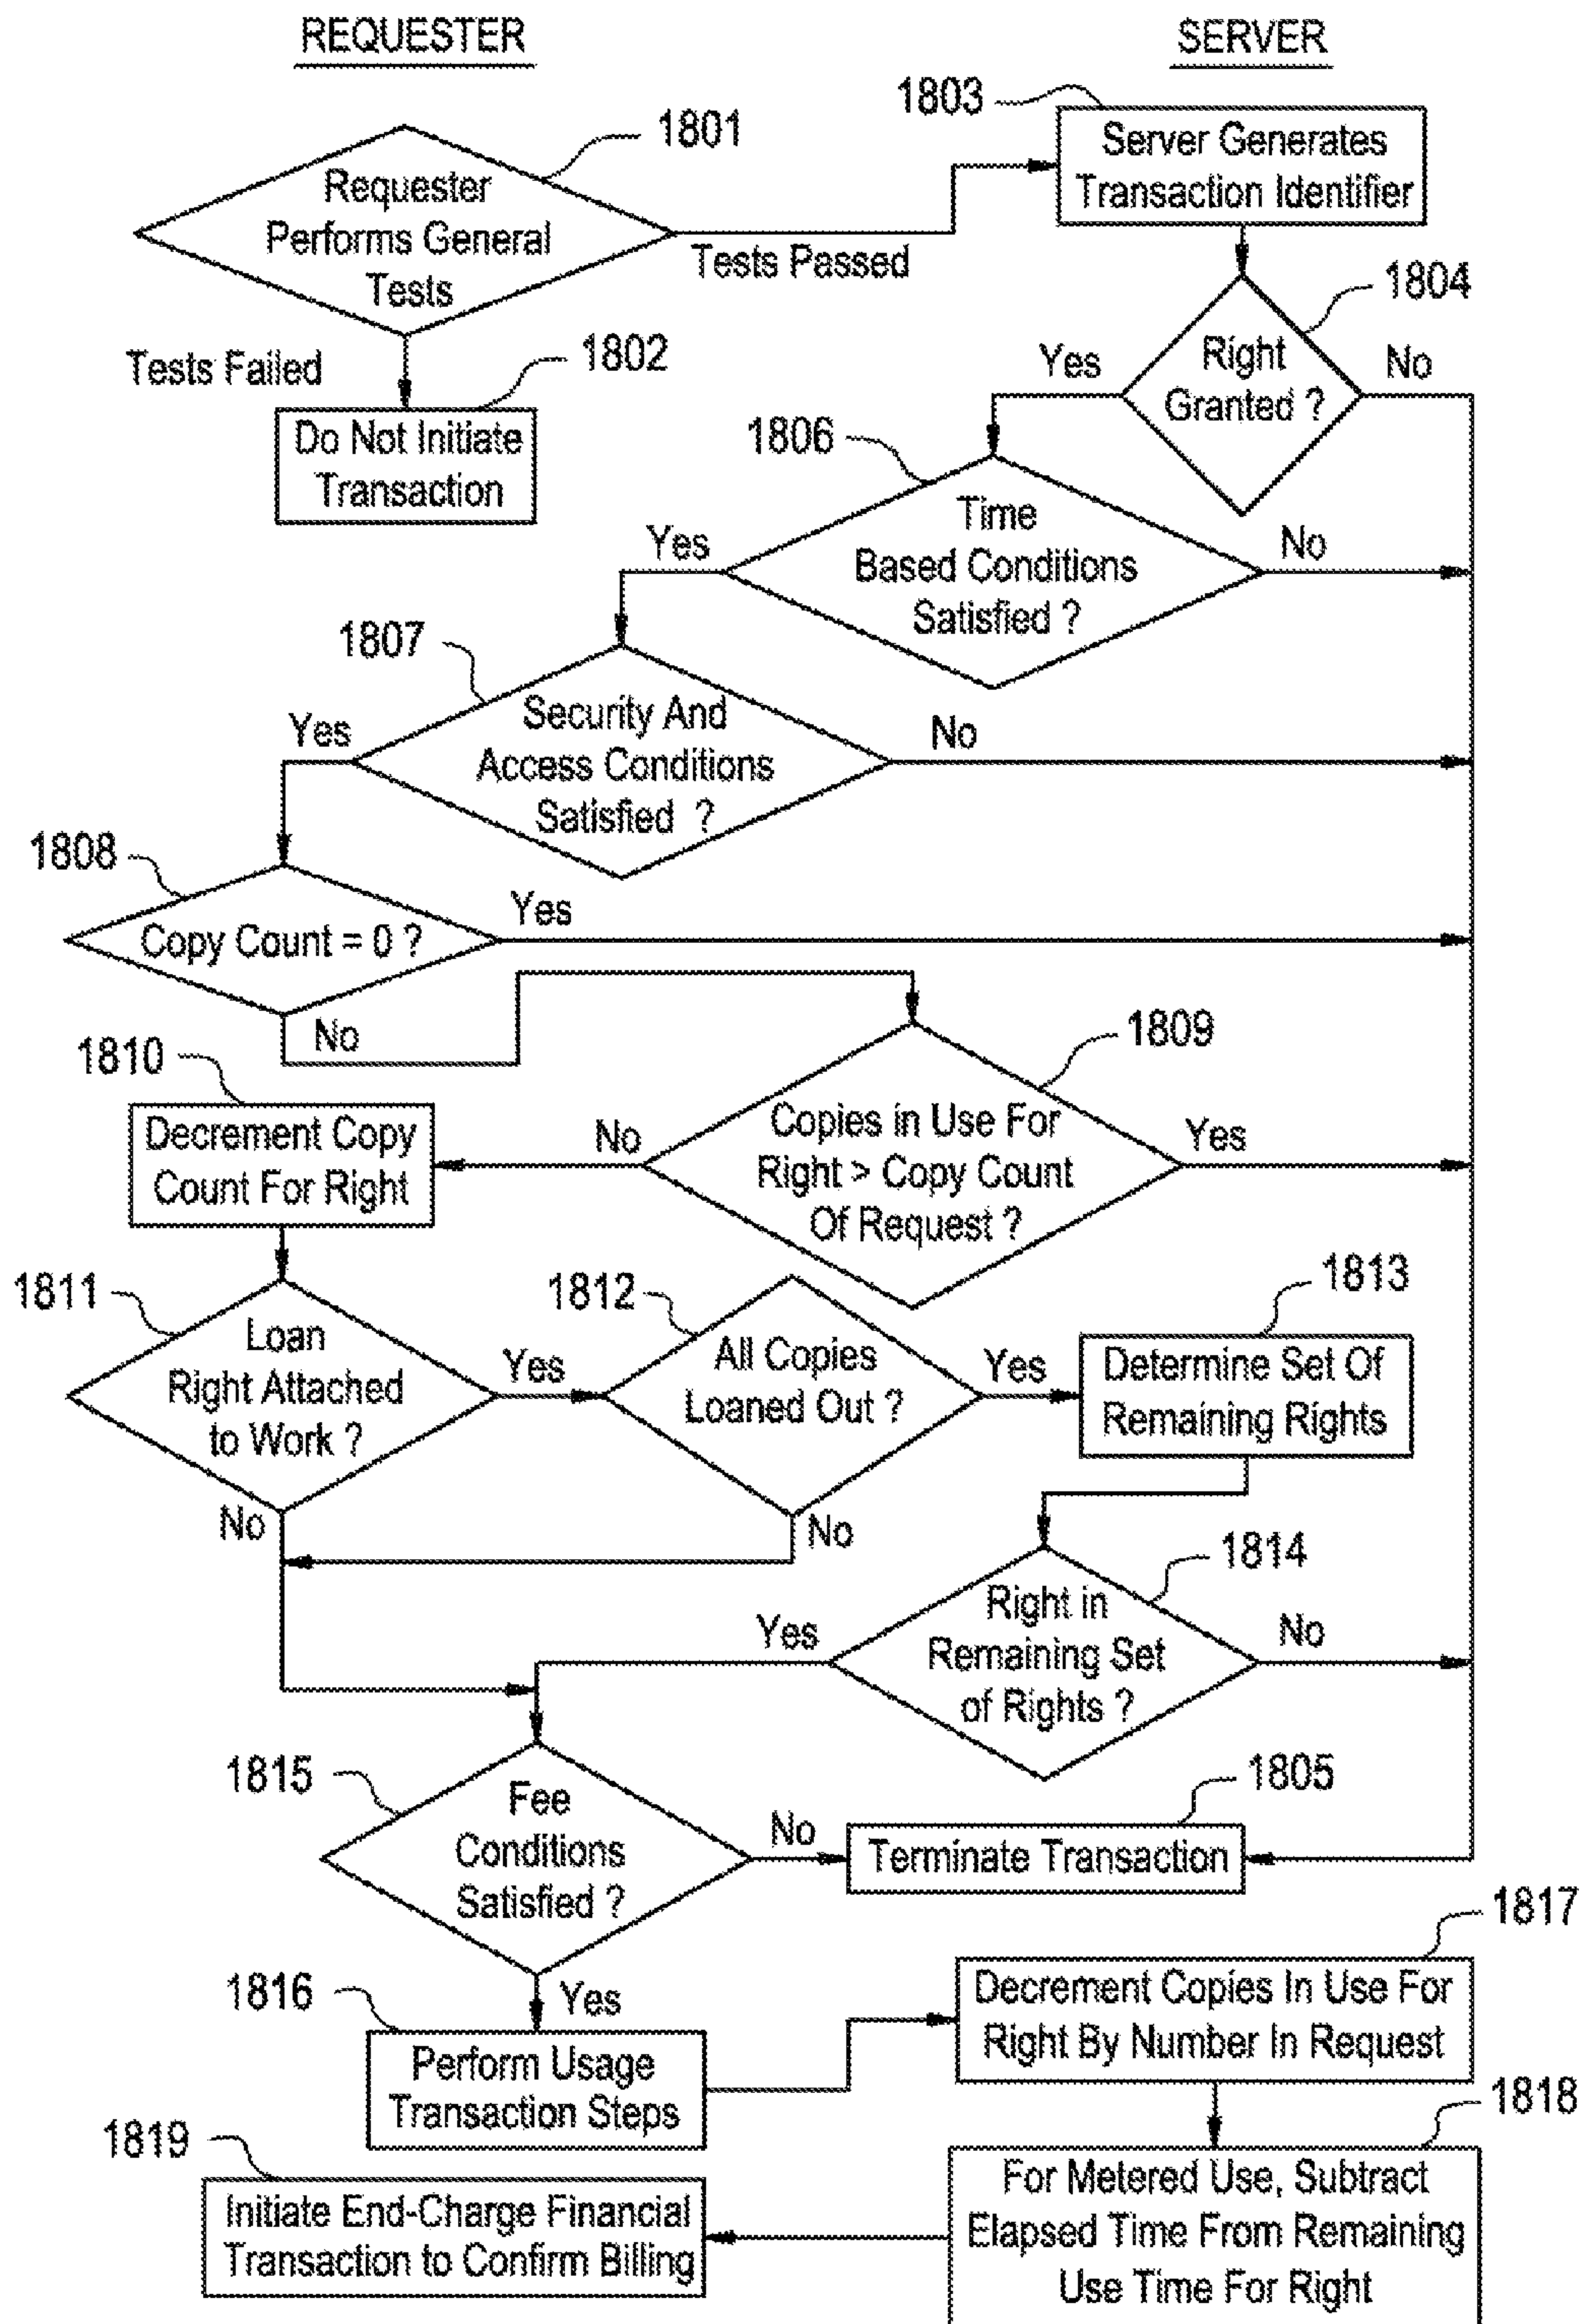 REQUESTER
SERVER
1801
1803
Requester
Performs General
Tests
Tests Passed
Server Generates
Transaction Identifier
Tests Failed
1802
Do Not Initiate
Transaction
1804
Right
Granted ?
Yes
No
1806
Time
Based Conditions
Satisfied ?
Yes
No
1807
Security And
Access Conditions
Satisfied ?
Yes
No
1808
Copy Count = 0 ?
Yes
No
1809
Copies in Use For
Right > Copy Count
Of Request ?
No
Yes
1810
Decrement Copy
Count For Right
1811
Loan
Right Attached
to Work ?
Yes
No
1812
All Copies
Loaned Out ?
Yes
No
1813
Determine Set Of
Remaining Rights
1814
Right in
Remaining Set
of Rights ?
Yes
No
1815
Fee
Conditions
Satisfied ?
No
Yes
1805
Terminate Transaction
1816
Perform Usage
Transaction Steps
1817
Decrement Copies In Use For
Right By Number In Request
1818
For Metered Use, Subtract
Elapsed Time From Remaining
Use Time For Right
1819
Initiate End-Charge Financial
Transaction to Confirm Billing